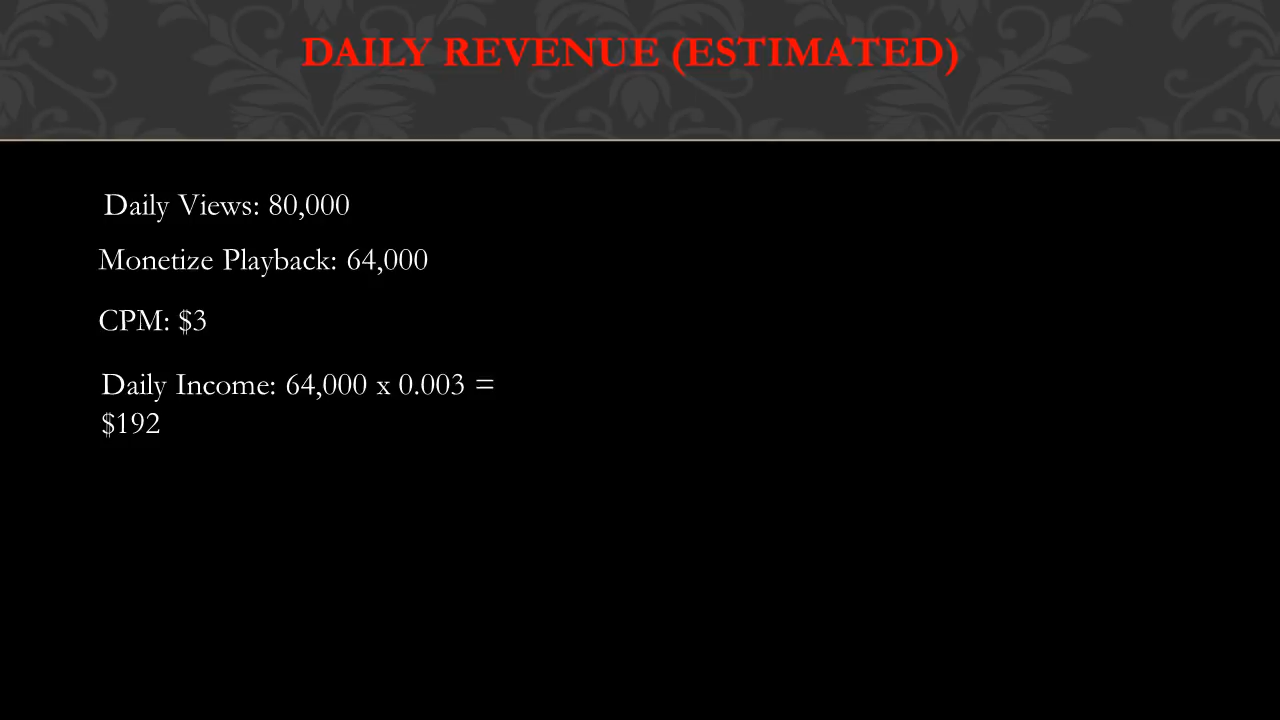 DAILY REVENUE (ESTIMATED)
Daily Views: 80,000
Monetize Playback: 64,000
CPM: $3
Daily Income: 64,000 x 0.003 =
$192